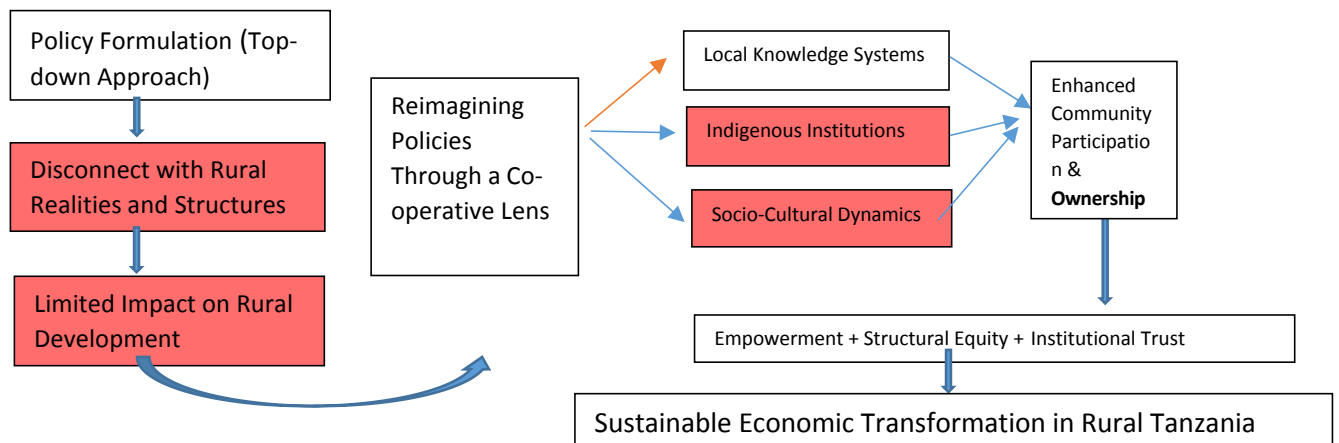 Policy Formulation (Top-
down Approach)
Disconnect with Rural
Realities and Structures
Limited Impact on Rural
Development
Reimagining
Policies
Through a Co-
operative Lens
Local Knowledge Systems
Indigenous Institutions
Socio-Cultural Dynamics
Enhanced
Community
Participatio
n &
Ownership
Empowerment + Structural Equity + Institutional Trust
Sustainable Economic Transformation in Rural Tanzania